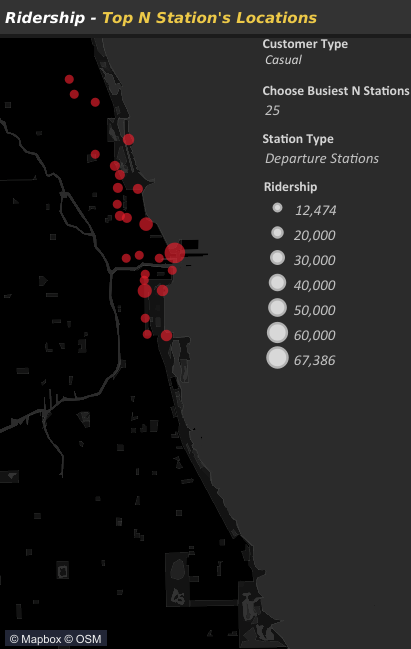 Ridership - Top N Station's Locations
Customer Type
Casual
Choose Busiest N Stations
25
Station Type
Departure Stations
Ridership
12,474
20,000
30,000
40,000
50,000
60,000
67,386
© Mapbox © OSM